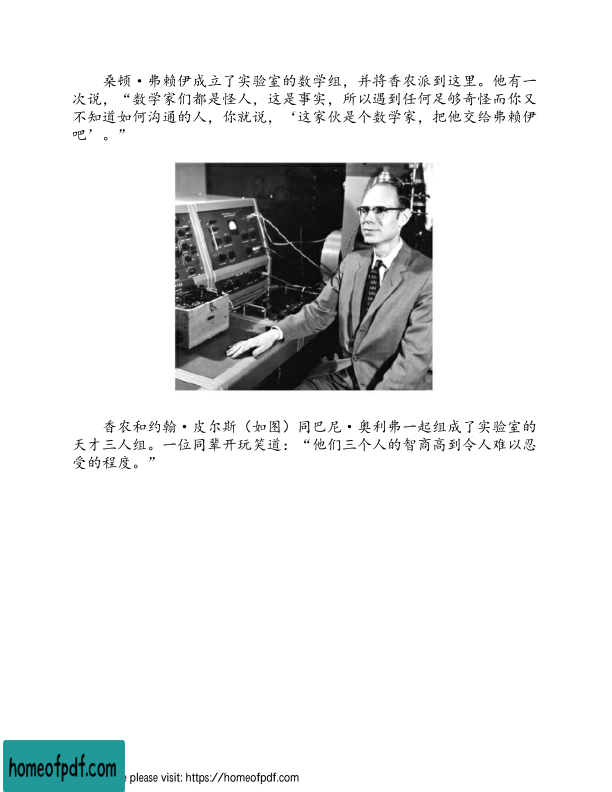 桑顿·弗赖伊成立了实验室的数学组，并将香农派到这里。他有一
次说，“数学家们都是怪人，这是事实，所以遇到任何足够奇怪而你又
不知道如何沟通的人，你就说，‘这家伙是个数学家，把他交给弗赖伊
吧’。”
香农和约翰·皮尔斯（如图）同巴尼·奥利弗一起组成了实验室的
天才三人组。一位同辈开玩笑道：“他们三个人的智商高到令人难以忍
受的程度。”
homeofpdf.com
please visit: https://homeofpdf.com